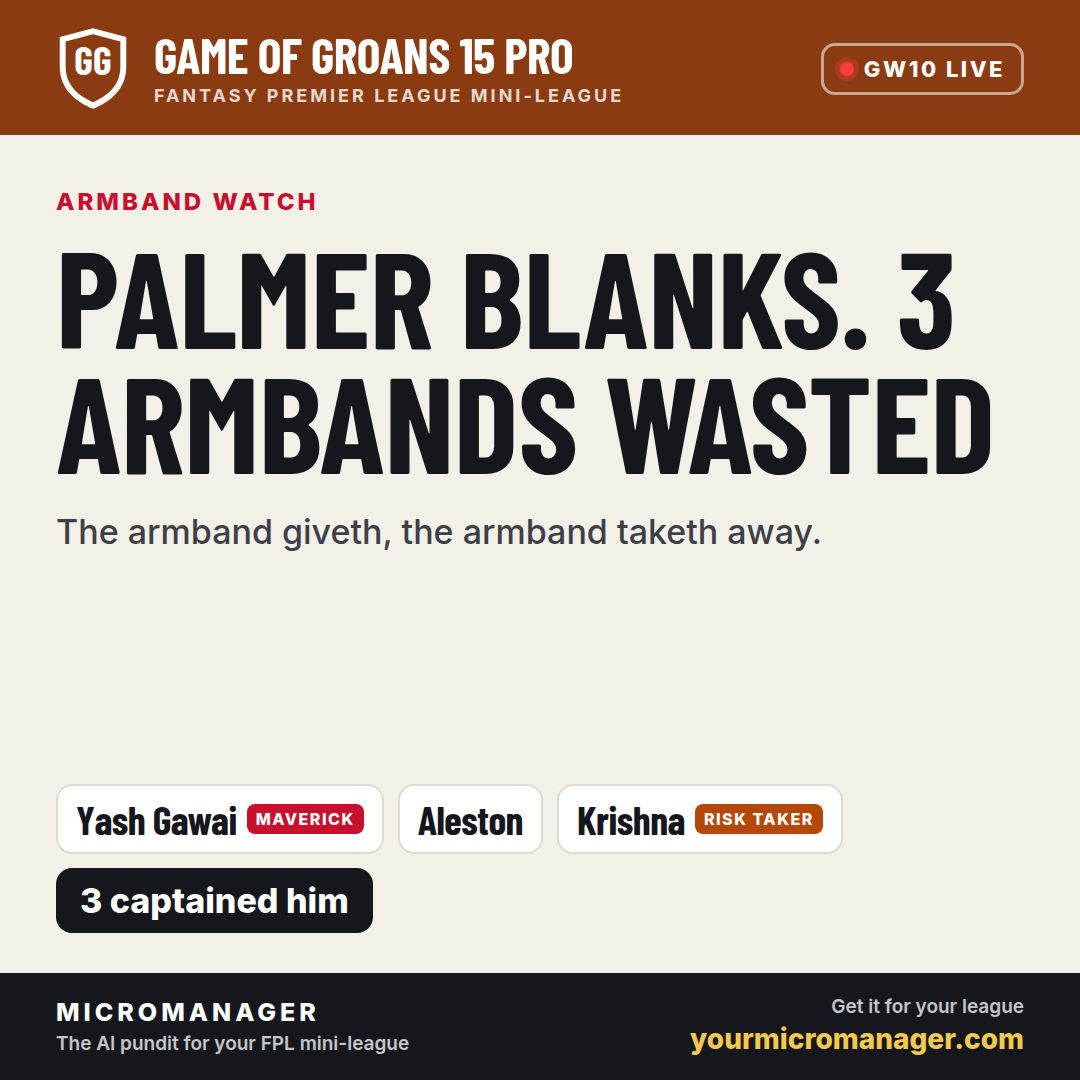 GG
GAME OF GROANS 15 PRO
FANTASY PREMIER LEAGUE MINI-LEAGUE
GW10 LIVE
ARMBAND WATCH
PALMER BLANKS. 3
ARMBANDS WASTED
The armband giveth, the armband taketh away.
Yash Gawai MAVERICK Aleston Krishna RISK TAKER
3 captained him
MICROMANAGER
The AI pundit for your FPL mini-league
Get it for your league
yourmicromanager.com